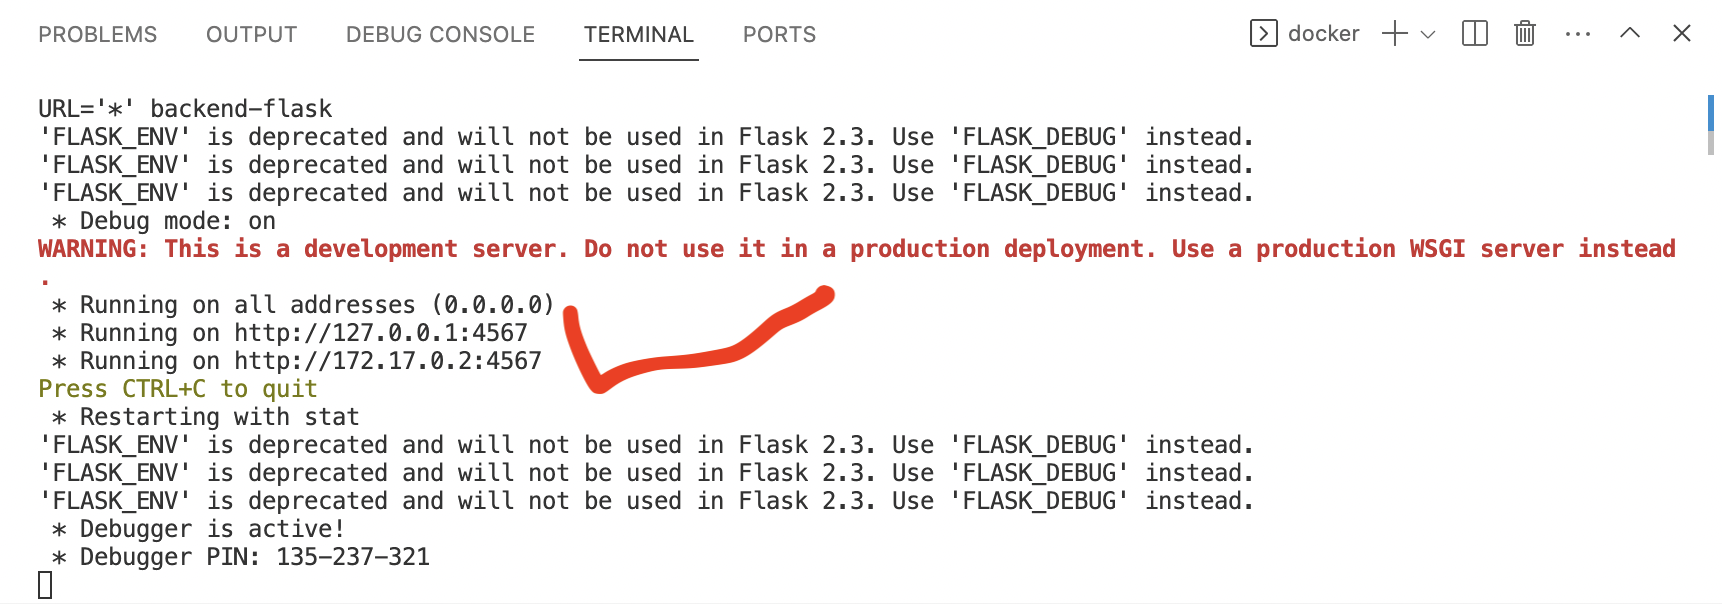 PROBLEMS OUTPUT DEBUG CONSOLE TERMINAL PORTS docker
URL='*' backend-flask
'FLASK_ENV' is deprecated and will not be used in Flask 2.3. Use 'FLASK_DEBUG' instead.
'FLASK_ENV' is deprecated and will not be used in Flask 2.3. Use 'FLASK_DEBUG' instead.
'FLASK_ENV' is deprecated and will not be used in Flask 2.3. Use 'FLASK_DEBUG' instead.
 * Debug mode: on
WARNING: This is a development server. Do not use it in a production deployment. Use a production WSGI server instead
.
 * Running on all addresses (0.0.0.0)
 * Running on http://127.0.0.1:4567
 * Running on http://172.17.0.2:4567
Press CTRL+C to quit
 * Restarting with stat
'FLASK_ENV' is deprecated and will not be used in Flask 2.3. Use 'FLASK_DEBUG' instead.
'FLASK_ENV' is deprecated and will not be used in Flask 2.3. Use 'FLASK_DEBUG' instead.
'FLASK_ENV' is deprecated and will not be used in Flask 2.3. Use 'FLASK_DEBUG' instead.
 * Debugger is active!
 * Debugger PIN: 135-237-321